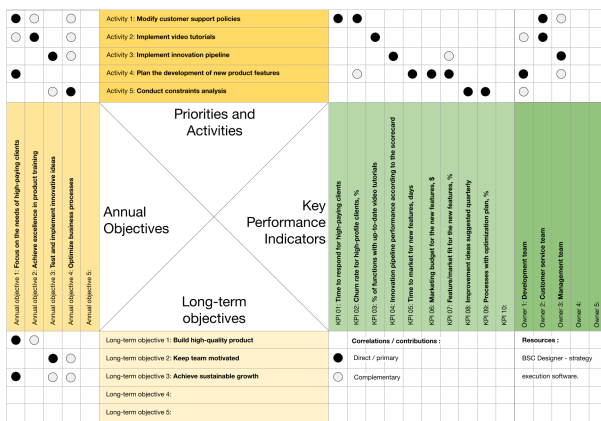 Activity 1: Modify customer support policies
Activity 2: Implement video tutorials
Activity 3: Implement innovation pipeline
Activity 4: Plan the development of new product features
Activity 5: Conduct constraints analysis
Priorities and
Activities
Annual
Objectives
Key
Performance
Indicators
Long-term
objectives
Annual objective 1: Focus on the needs of high-paying clients
Annual objective 2: Achieve excellence in product training
Annual objective 3: Test and implement innovative ideas
Annual objective 4: Optimize business processes
Annual objective 5:
KPI 01: Time to respond for high-paying clients
KPI 02: Churn rate for high-profile clients, %
KPI 03: % of functions with up-to-date video tutorials
KPI 04: Innovation pipeline performance according to the scorecard
KPI 05: Time to market for new features, days
KPI 06: Marketing budget for the new features, $
KPI 07: Feature/market fit for the new features, %
KPI 08: Improvement ideas suggested quarterly
KPI 09: Processes with optimization plan, %
KPI 10:
Owner 1: Development team
Owner 2: Customer service team
Owner 3: Management team
Owner 4:
Owner 5:
Long-term objective 1: Build high-quality product
Long-term objective 2: Keep team motivated
Long-term objective 3: Achieve sustainable growth
Long-term objective 4:
Long-term objective 5:
Correlations / contributions :
Direct / primary
Complementary
Resources :
BSC Designer - strategy
execution software.